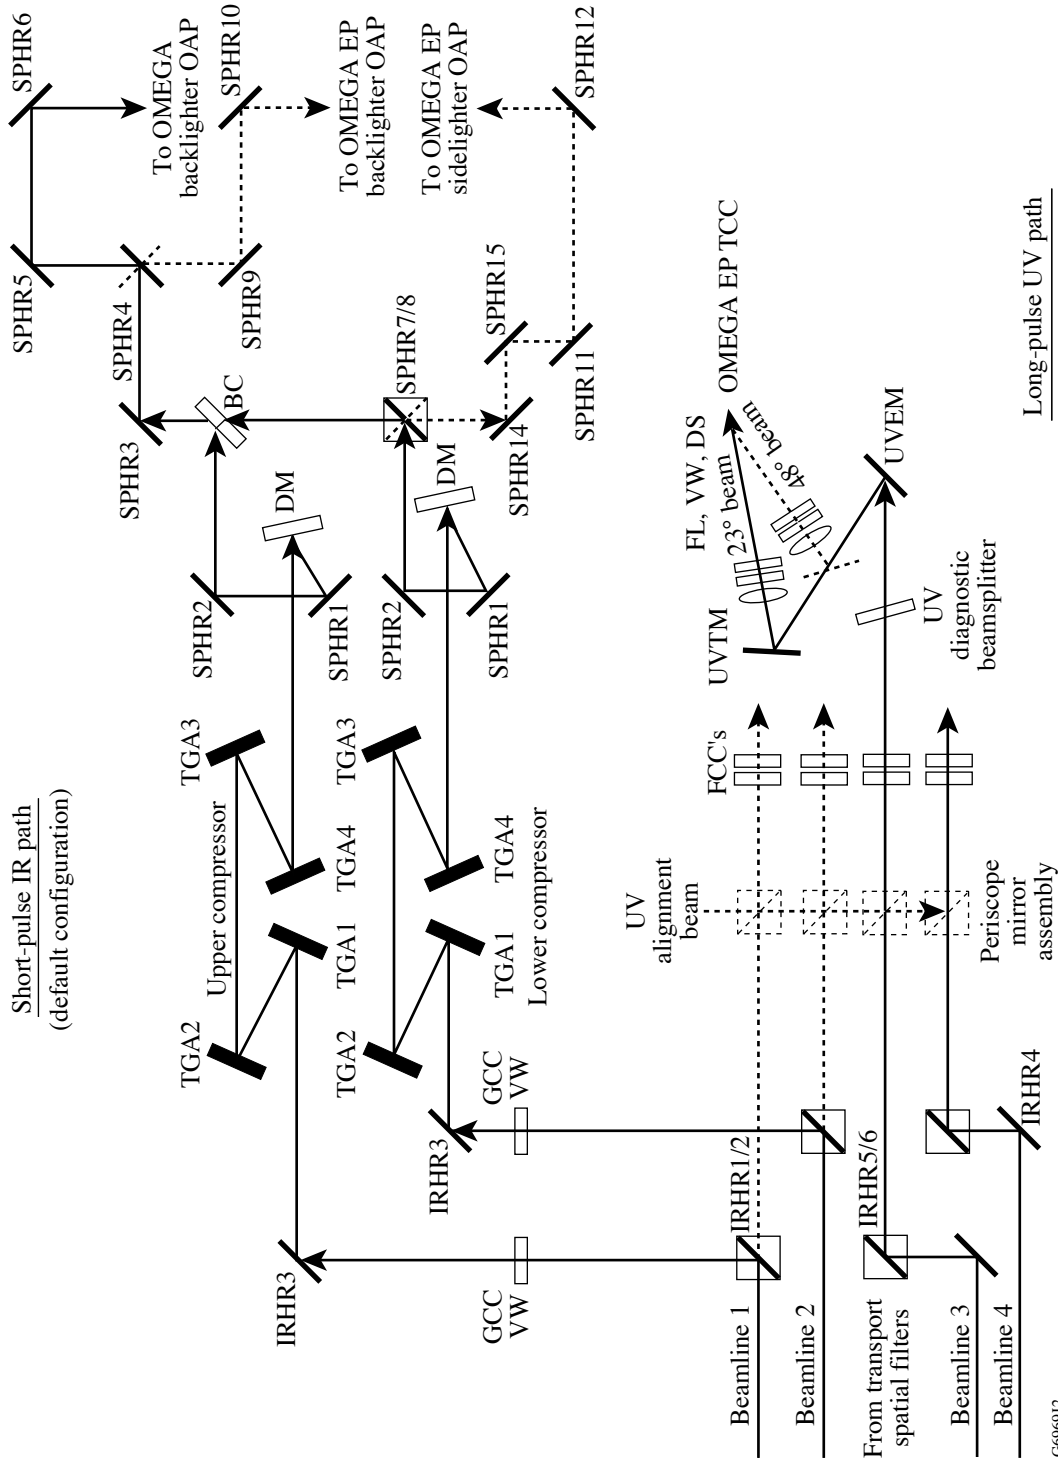 Short-pulse IR path
(default configuration)
SPHR5
SPHR6
To OMEGA
backlighter OAP
SPHR4
SPHR9
SPHR10
To OMEGA EP
backlighter OAP
To OMEGA EP
sidelighter OAP
SPHR12
SPHR3
BC
SPHR7/8
SPHR15
SPHR14
SPHR11
TGA2
Upper compressor
TGA3
TGA1
TGA4
SPHR2
SPHR1
DM
TGA2
TGA3
TGA1
TGA4
Lower compressor
SPHR2
SPHR1
DM
IRHR3
IRHR3
GCC
VW
GCC
VW
UV
alignment
beam
FCC's
UVTM
FL, VW, DS
23° beam
48° beam
OMEGA EP TCC
UVEM
IRHR1/2
Beamline 1
Beamline 2
IRHR5/6
From transport
spatial filters
Beamline 3
Beamline 4
IRHR4
Periscope
mirror
assembly
UV
diagnostic
beamsplitter
Long-pulse UV path
G6969J2